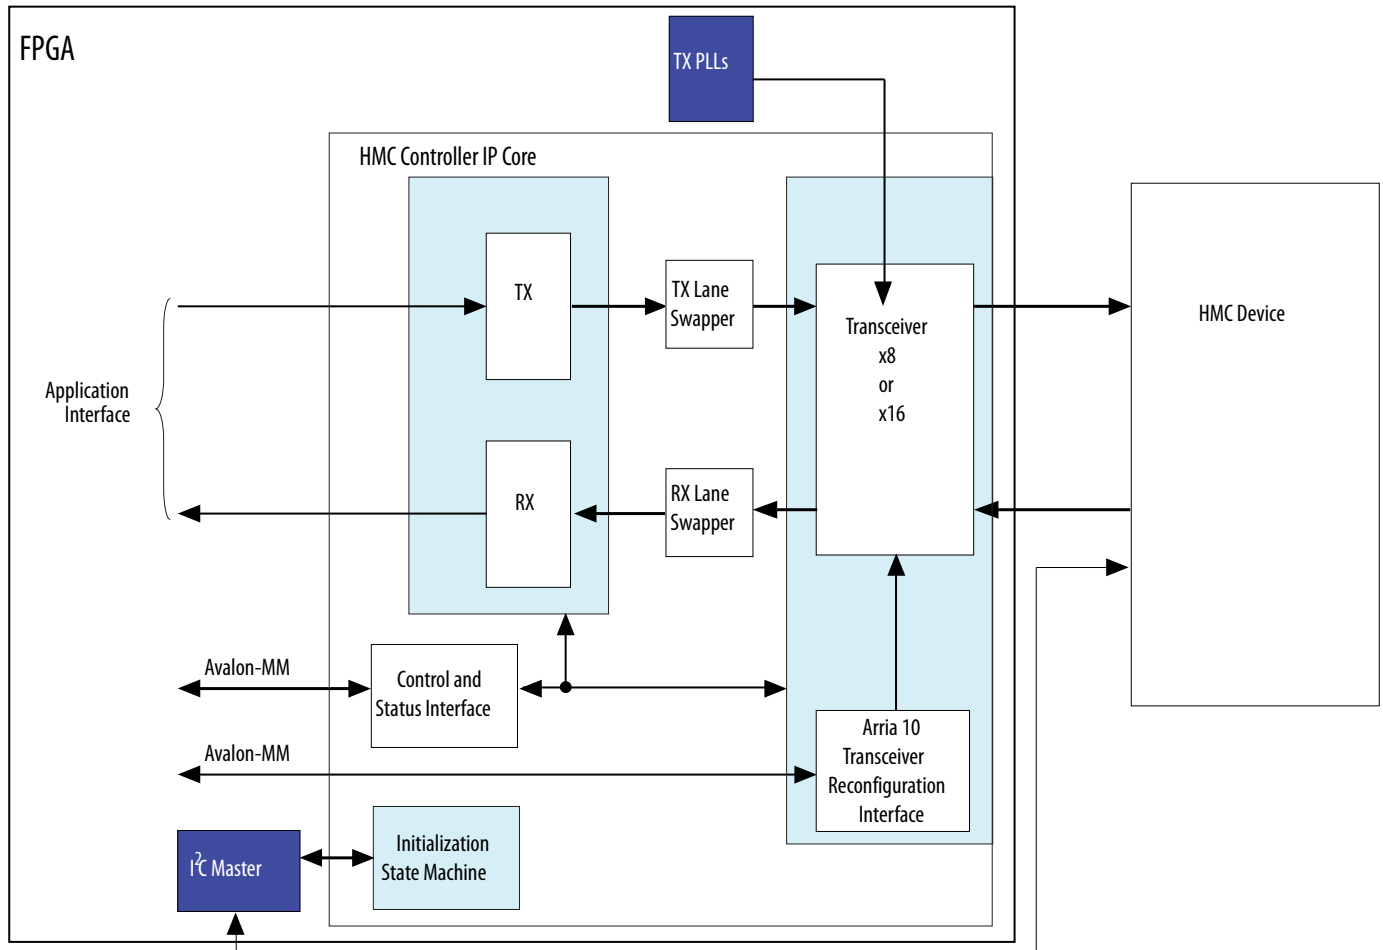 FPGA
TX PLLs
HMC Controller IP Core
TX
TX Lane
Swapper
Transceiver
x8
or
x16
HMC Device
Application
Interface
RX
RX Lane
Swapper
Avalon-MM
Control and
Status Interface
Avalon-MM
Arria 10
Transceiver
Reconfiguration
Interface
Initialization
State Machine
I²C Master